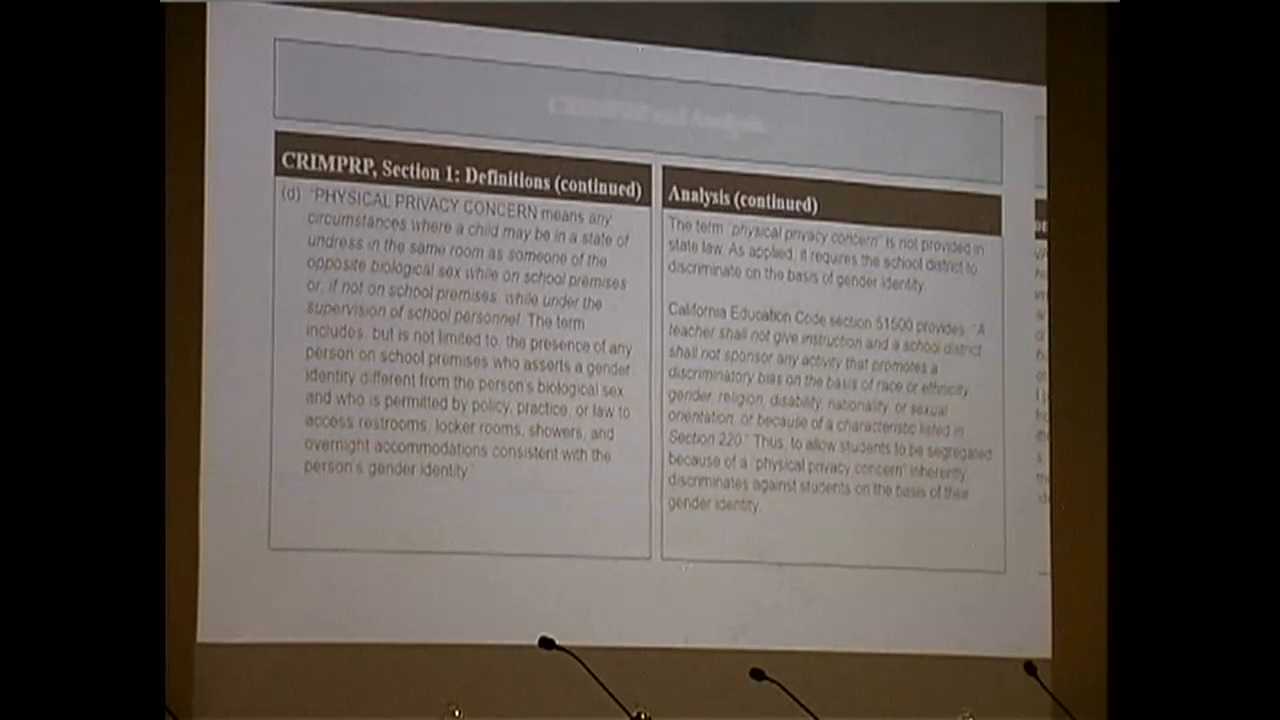 CRIMPRP and Analysis
CRIMPRP, Section 1: Definitions (continued)
(d) "PHYSICAL PRIVACY CONCERN means any
circumstances where a child may be in a state of
undress in the same room as someone of the
opposite biological sex while on school premises
or, if not on school premises, while under the
supervision of school personnel. The term
includes, but is not limited to, the presence of any
person on school premises who asserts a gender
identity different from the person's biological sex
and who is permitted by policy, practice, or law to
access restrooms, locker rooms, showers, and
overnight accommodations consistent with the
person's gender identity."
Analysis (continued)
The term "physical privacy concern" is not provided in
state law. As applied, it requires the school district to
discriminate on the basis of gender identity.
California Education Code section 51500 provides: "A
teacher shall not give instruction and a school district
shall not sponsor any activity that promotes a
discriminatory bias on the basis of race or ethnicity,
gender, religion, disability, nationality, or sexual
orientation, or because of a characteristic listed in
Section 220." Thus, to allow students to be segregated
because of a "physical privacy concern" inherently
discriminates against students on the basis of their
gender identity.